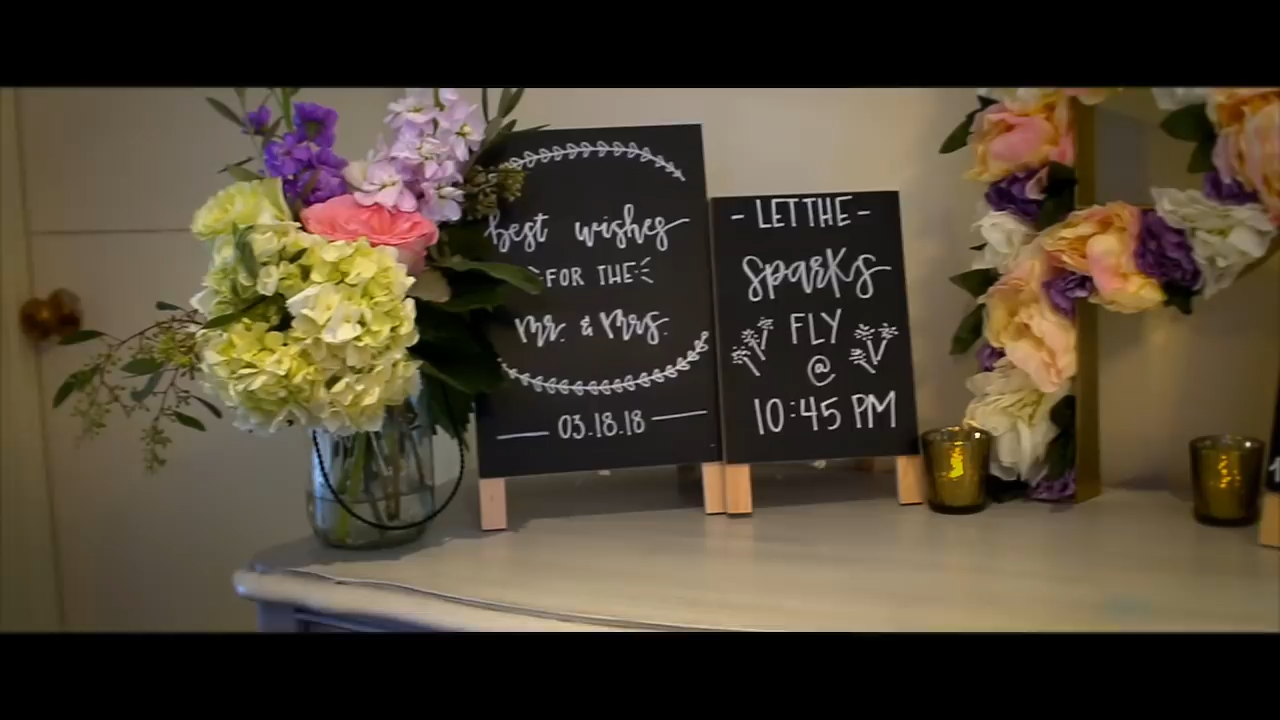 best wishes
FOR THE
Mr. & Mrs.
03.18.18
- LET THE -
sparks
FLY
@
10:45 PM